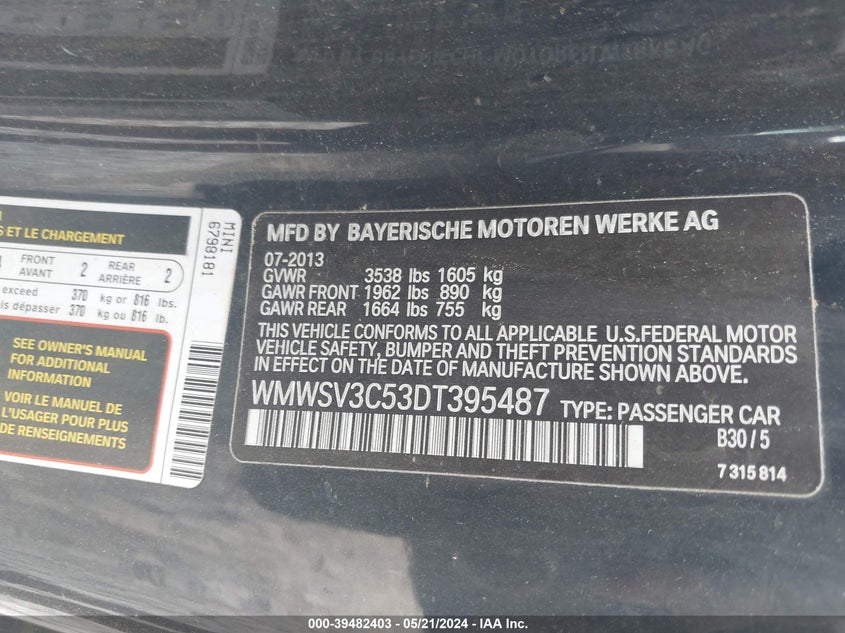 S ET LE CHARGEMENT
FRONT
AVANT
2
REAR
ARRIÈRE
2
exceed 370 kg or 816 lbs.
is dépasser 370 kg ou 816 lb.
SEE OWNER'S MANUAL
FOR ADDITIONAL
INFORMATION
VOIR LE MANUEL DE
L'USAGER POUR PLUS
DE RENSEIGNEMENTS
MINI
6798181
MFD BY BAYERISCHE MOTOREN WERKE AG
07-2013
GVWR 3538 lbs 1605 kg
GAWR FRONT 1962 lbs 890 kg
GAWR REAR 1664 lbs 755 kg
THIS VEHICLE CONFORMS TO ALL APPLICABLE U.S.FEDERAL MOTOR
VEHICLE SAFETY, BUMPER AND THEFT PREVENTION STANDARDS
IN EFFECT ON THE DATE OF MANUFACTURE SHOWN ABOVE.
WMWSV3C53DT395487 TYPE: PASSENGER CAR
B30 / 5
7 315 814
000-39482403 - 05/21/2024 - IAA Inc.